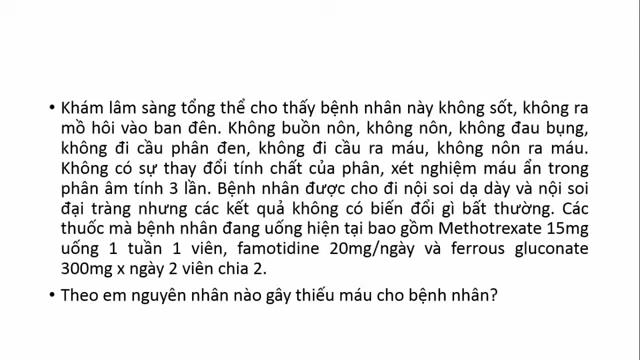 • Khám lâm sàng tổng thể cho thấy bệnh nhân này không sốt, không ra
mồ hôi vào ban đên. Không buồn nôn, không nôn, không đau bụng,
không đi cầu phân đen, không đi cầu ra máu, không nôn ra máu.
Không có sự thay đổi tính chất của phân, xét nghiệm máu ẩn trong
phân âm tính 3 lần. Bệnh nhân được cho đi nội soi dạ dày và nội soi
đại tràng nhưng các kết quả không có biến đổi gì bất thường. Các
thuốc mà bệnh nhân đang uống hiện tại bao gồm Methotrexate 15mg
uống 1 tuần 1 viên, famotidine 20mg/ngày và ferrous gluconate
300mg x ngày 2 viên chia 2.
• Theo em nguyên nhân nào gây thiếu máu cho bệnh nhân?